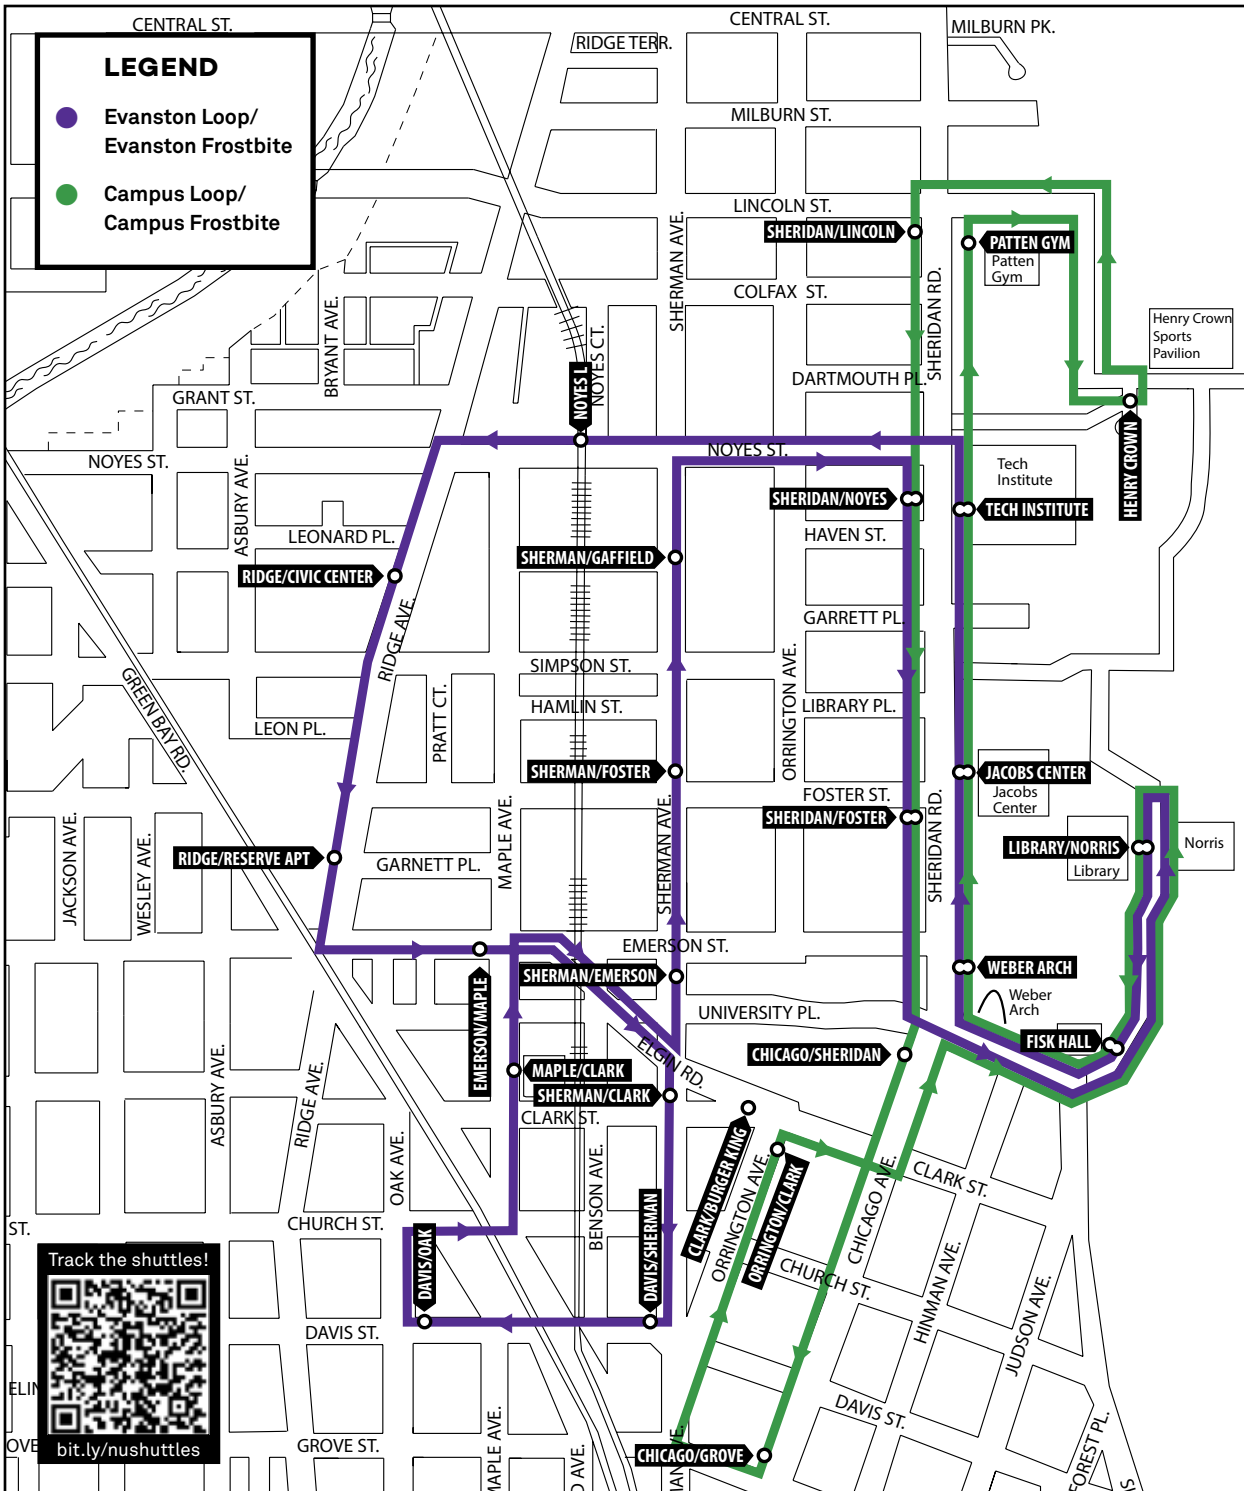 CENTRAL ST.
CENTRAL ST.
MILBURN PK.
RIDGE TERR.
LEGEND
Evanston Loop/
Evanston Frostbite
Campus Loop/
Campus Frostbite
MILBURN ST.
LINCOLN ST.
SHERIDAN/LINCOLN
PATTEN GYM
Patten
Gym
SHERMAN AVE.
COLFAX ST.
SHERIDAN RD.
Henry Crown
Sports
Pavilion
BRYANT AVE.
NOYES CT.
NOYES L
DARTMOUTH PL.
GRANT ST.
HENRY CROWN
NOYES ST.
NOYES ST.
ASBURY AVE.
Tech
Institute
SHERIDAN/NOYES
TECH INSTITUTE
LEONARD PL.
HAVEN ST.
SHERMAN/GAFFIELD
RIDGE/CIVIC CENTER
RIDGE AVE.
GARRETT PL.
SIMPSON ST.
GREEN BAY RD.
HAMLIN ST.
ORRINGTON AVE.
LIBRARY PL.
PRATT CT.
LEON PL.
SHERMAN/FOSTER
JACOBS CENTER
Jacobs
Center
FOSTER ST.
SHERIDAN/FOSTER
JACKSON AVE.
WESLEY AVE.
MAPLE AVE.
SHERMAN AVE.
SHERIDAN RD.
LIBRARY/NORRIS
Norris
Library
RIDGE/RESERVE APT
GARNETT PL.
EMERSON ST.
SHERMAN/EMERSON
WEBER ARCH
Weber
Arch
EMERSON/MAPLE
UNIVERSITY PL.
FISK HALL
ELGIN RD.
CHICAGO/SHERIDAN
ASBURY AVE.
RIDGE AVE.
MAPLE/CLARK
SHERMAN/CLARK
CLARK ST.
OAK AVE.
BENSON AVE.
CLARK/BURGER KING
ORRINGTON AVE.
ORRINGTON/CLARK
CHICAGO AVE.
CLARK ST.
CHURCH ST.
ST.
DAVIS/OAK
DAVIS/SHERMAN
CHURCH ST.
HINMAN AVE.
JUDSON AVE.
Track the shuttles!
DAVIS ST.
ELIN
DAVIS ST.
OVE
bit.ly/nushuttles
GROVE ST.
MAPLE AVE.
D AVE.
MAN AVE.
CHICAGO/GROVE
FOREST PL.